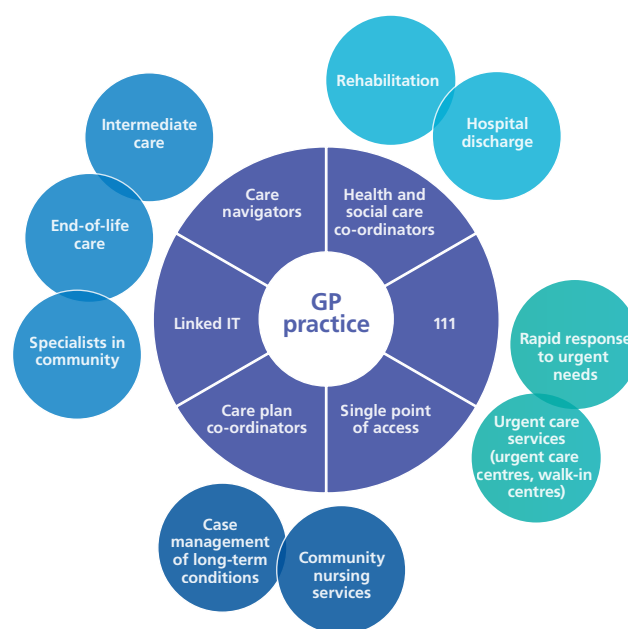 Rehabilitation
Hospital
discharge
Intermediate
care
End-of-life
care
Specialists in
community
Care
navigators
Health and
social care
co-ordinators
Linked IT
GP
practice
111
Care plan
co-ordinators
Single point
of access
Rapid response
to urgent
needs
Urgent care
services
(urgent care
centres, walk-in
centres)
Case
management
of long-term
conditions
Community
nursing
services